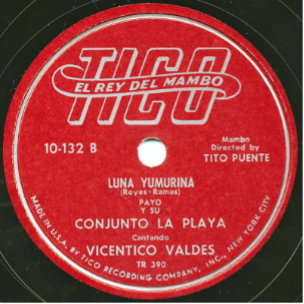 TICO
EL REY DEL MAMBO
10-132 B
Mambo
Directed by
TITO PUENTE
LUNA YUMURINA
(Reyes-Ramos)
PAYO
Y SU
CONJUNTO LA PLAYA
Cantando
VICENTICO VALDES
TR 390
MADE IN U.S.A. BY TICO RECORDING COMPANY, INC., NEW YORK CITY